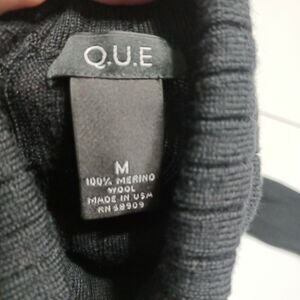 Q.U.E
M
100% MERINO
WOOL
MADE IN USA
RN 58909